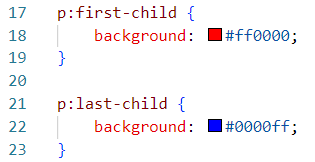 17 p:first-child {
18     background: #ff0000;
19 }
20
21 p:last-child {
22     background: #0000ff;
23 }